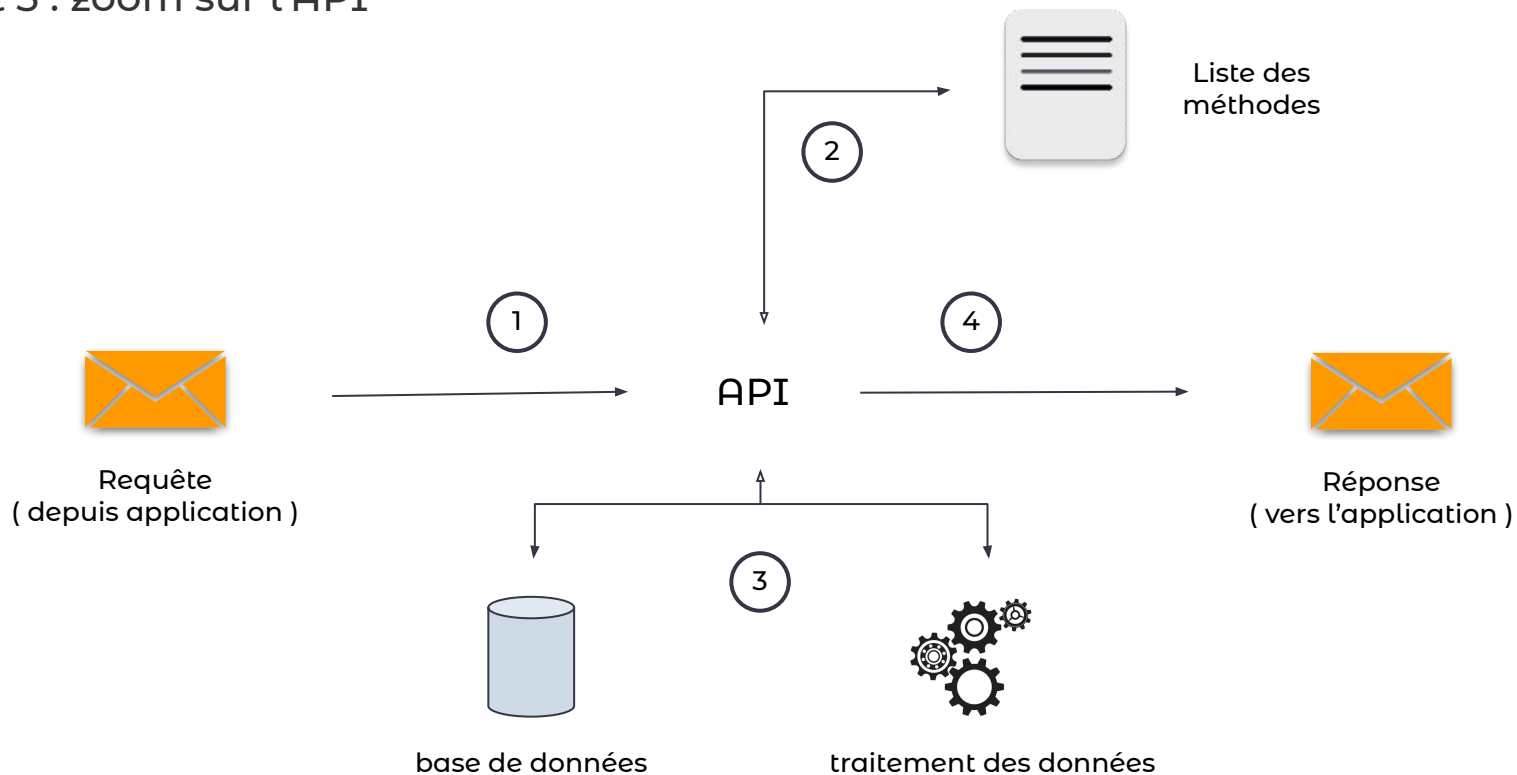 3 : zoom sur l'API
Liste des
méthodes
2
1
4
API
Requête
( depuis application )
Réponse
( vers l'application )
3
base de données
traitement des données